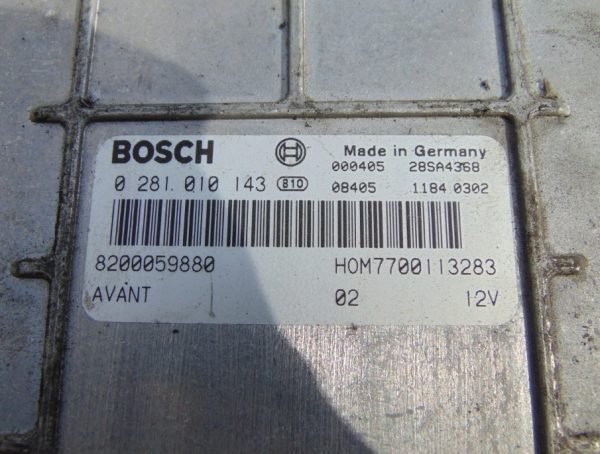 BOSCH Made in Germany
000405 28SA4368
0 281 010 143 810 08405 1184 0302
8200059880 HOM7700113283
AVANT 02 12V